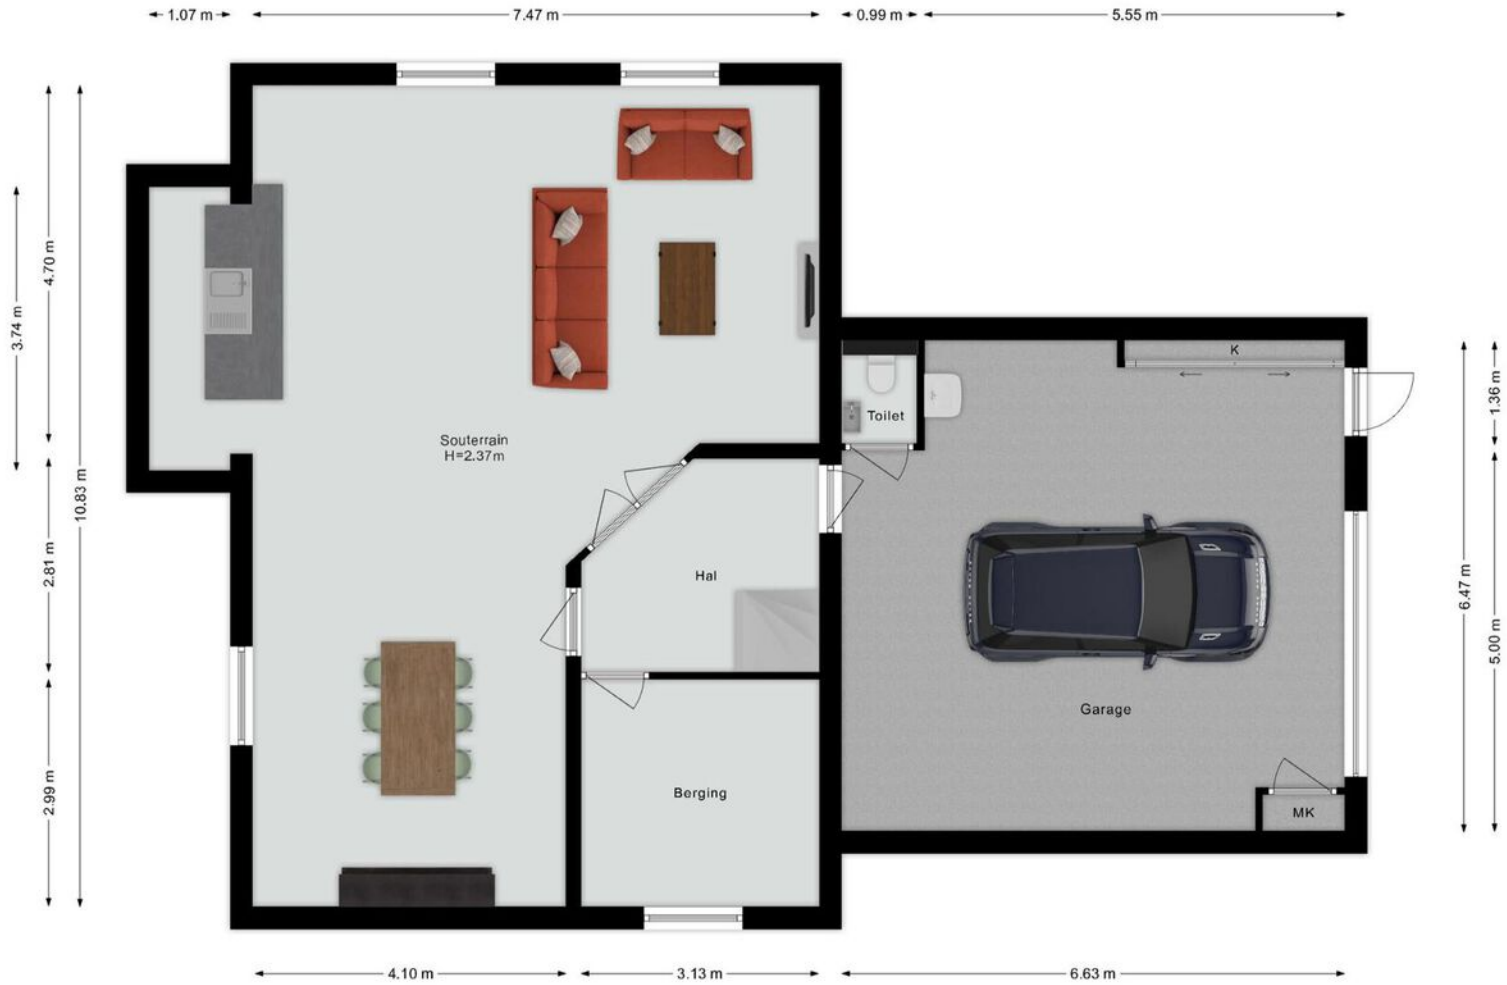 1.07 m
7.47 m
0.99 m
5.55 m
4.70 m
3.74 m
10.83 m
2.81 m
2.99 m
K
Toilet
Souterrain
H=2.37m
Hal
Garage
Berging
MK
1.36 m
6.47 m
5.00 m
4.10 m
3.13 m
6.63 m